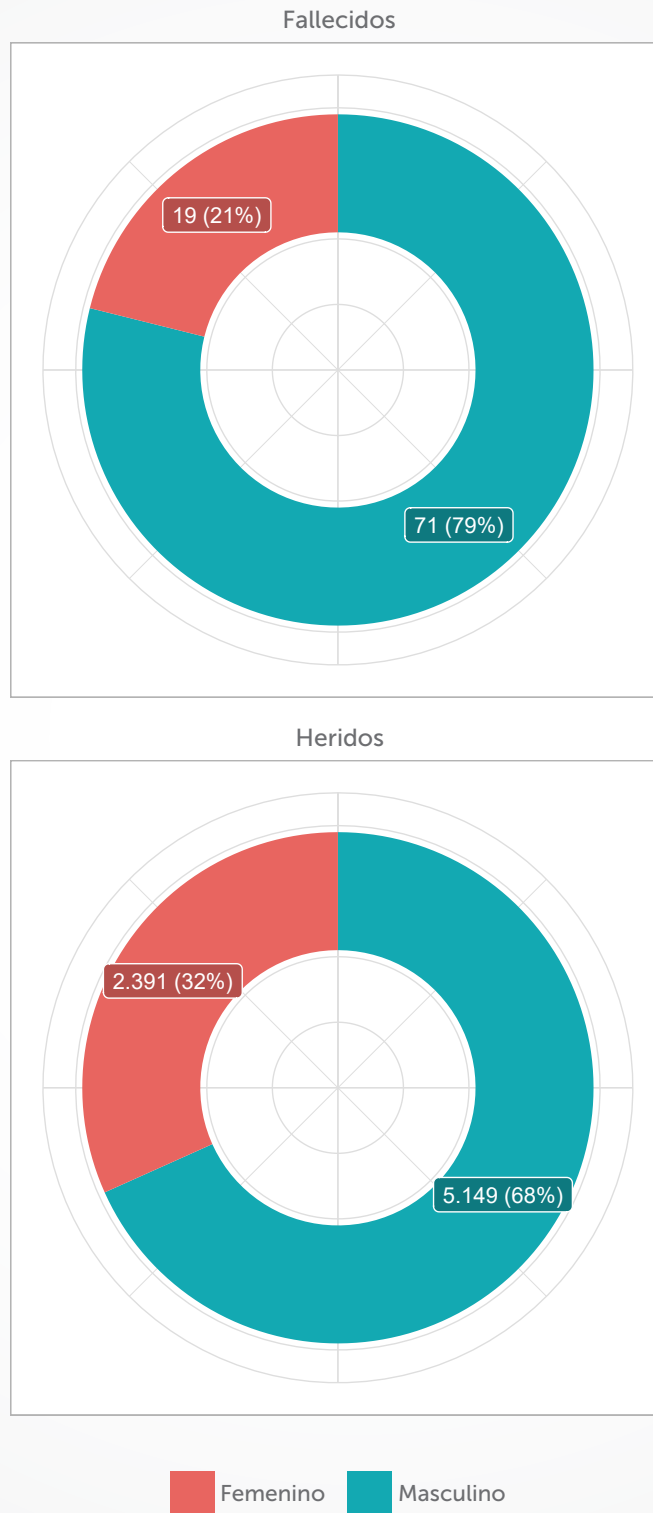 Fallecidos
19 (21%)
71 (79%)
Heridos
2.391 (32%)
5.149 (68%)
Femenino Masculino